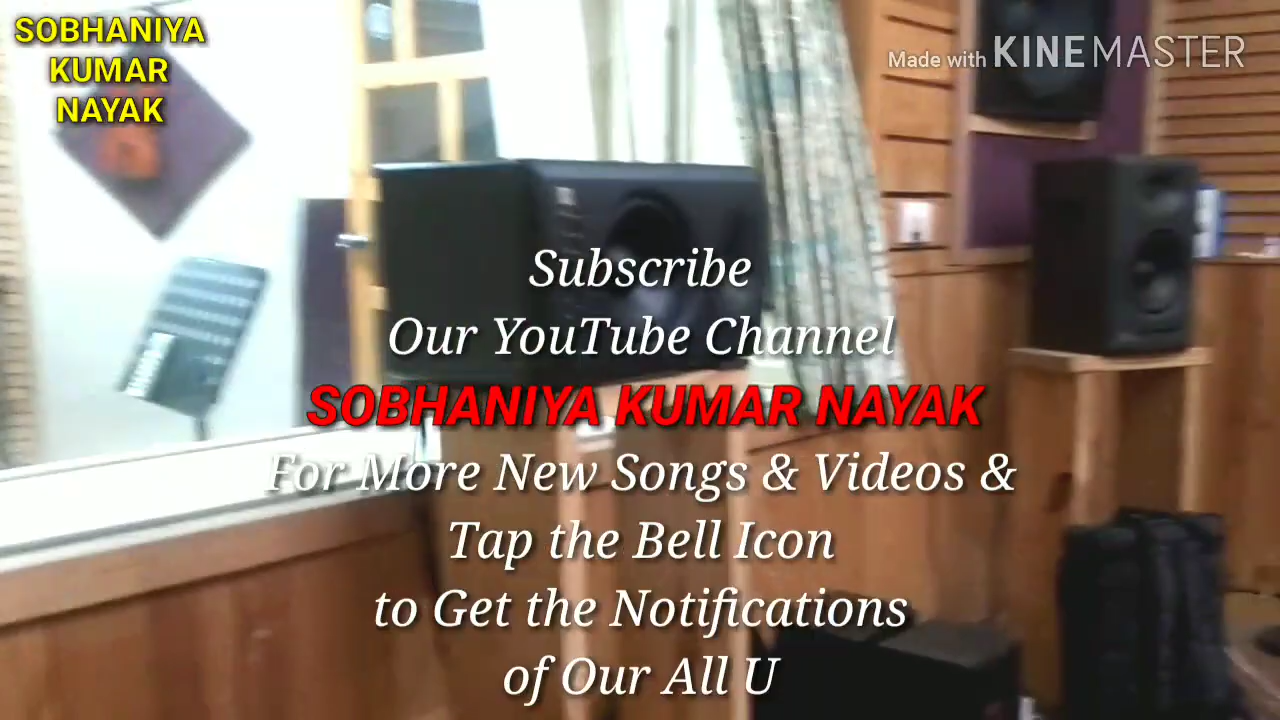 SOBHANIYA
KUMAR
NAYAK
Made with KINEMASTER
Subscribe
Our YouTube Channel
SOBHANIYA KUMAR NAYAK
For More New Songs & Videos &
Tap the Bell Icon
to Get the Notifications
of Our All U